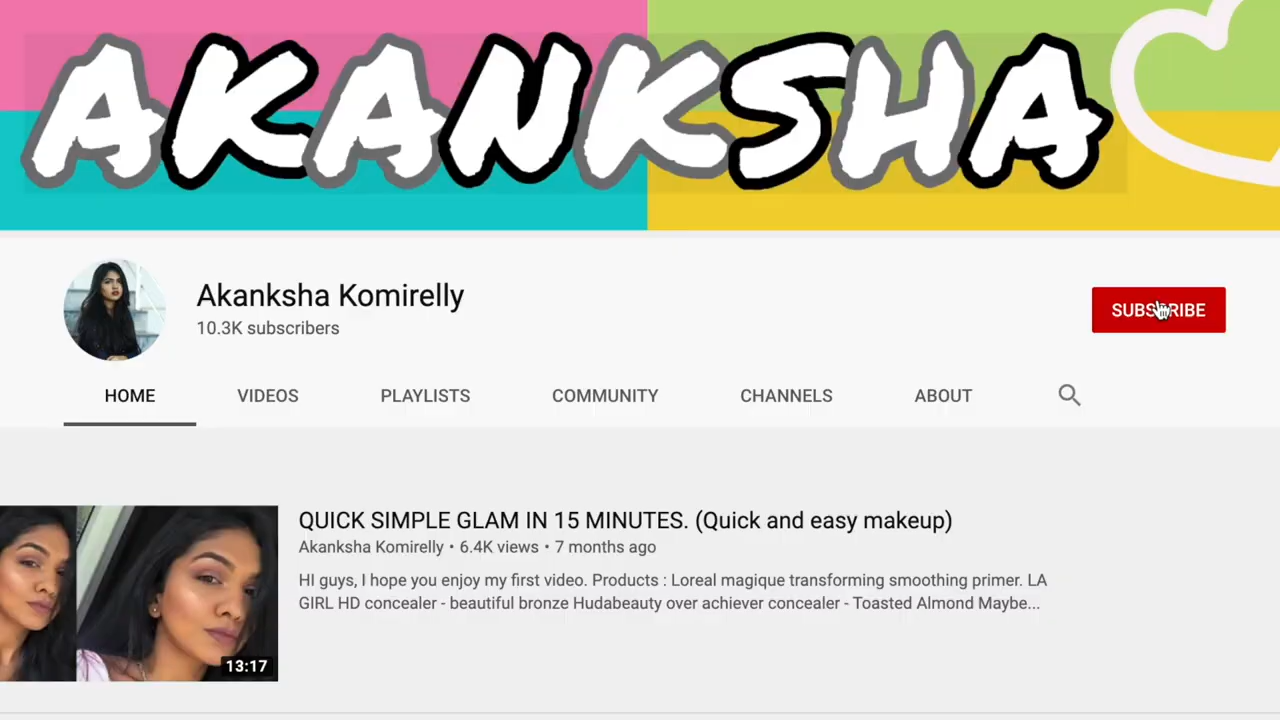 AKANKSHA
Akanksha Komirelly
10.3K subscribers
SUBSCRIBE
HOME VIDEOS PLAYLISTS COMMUNITY CHANNELS ABOUT
QUICK SIMPLE GLAM IN 15 MINUTES. (Quick and easy makeup)
Akanksha Komirelly • 6.4K views • 7 months ago
HI guys, I hope you enjoy my first video. Products : Loreal magique transforming smoothing primer. LA
GIRL HD concealer - beautiful bronze Hudabeauty over achiever concealer - Toasted Almond Maybe...
13:17